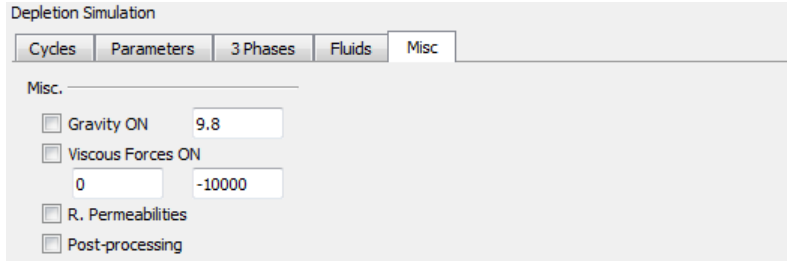 Depletion Simulation
Cycles Parameters 3 Phases Fluids Misc
Misc.
Gravity ON 9.8
Viscous Forces ON
0 -10000
R. Permeabilities
Post-processing